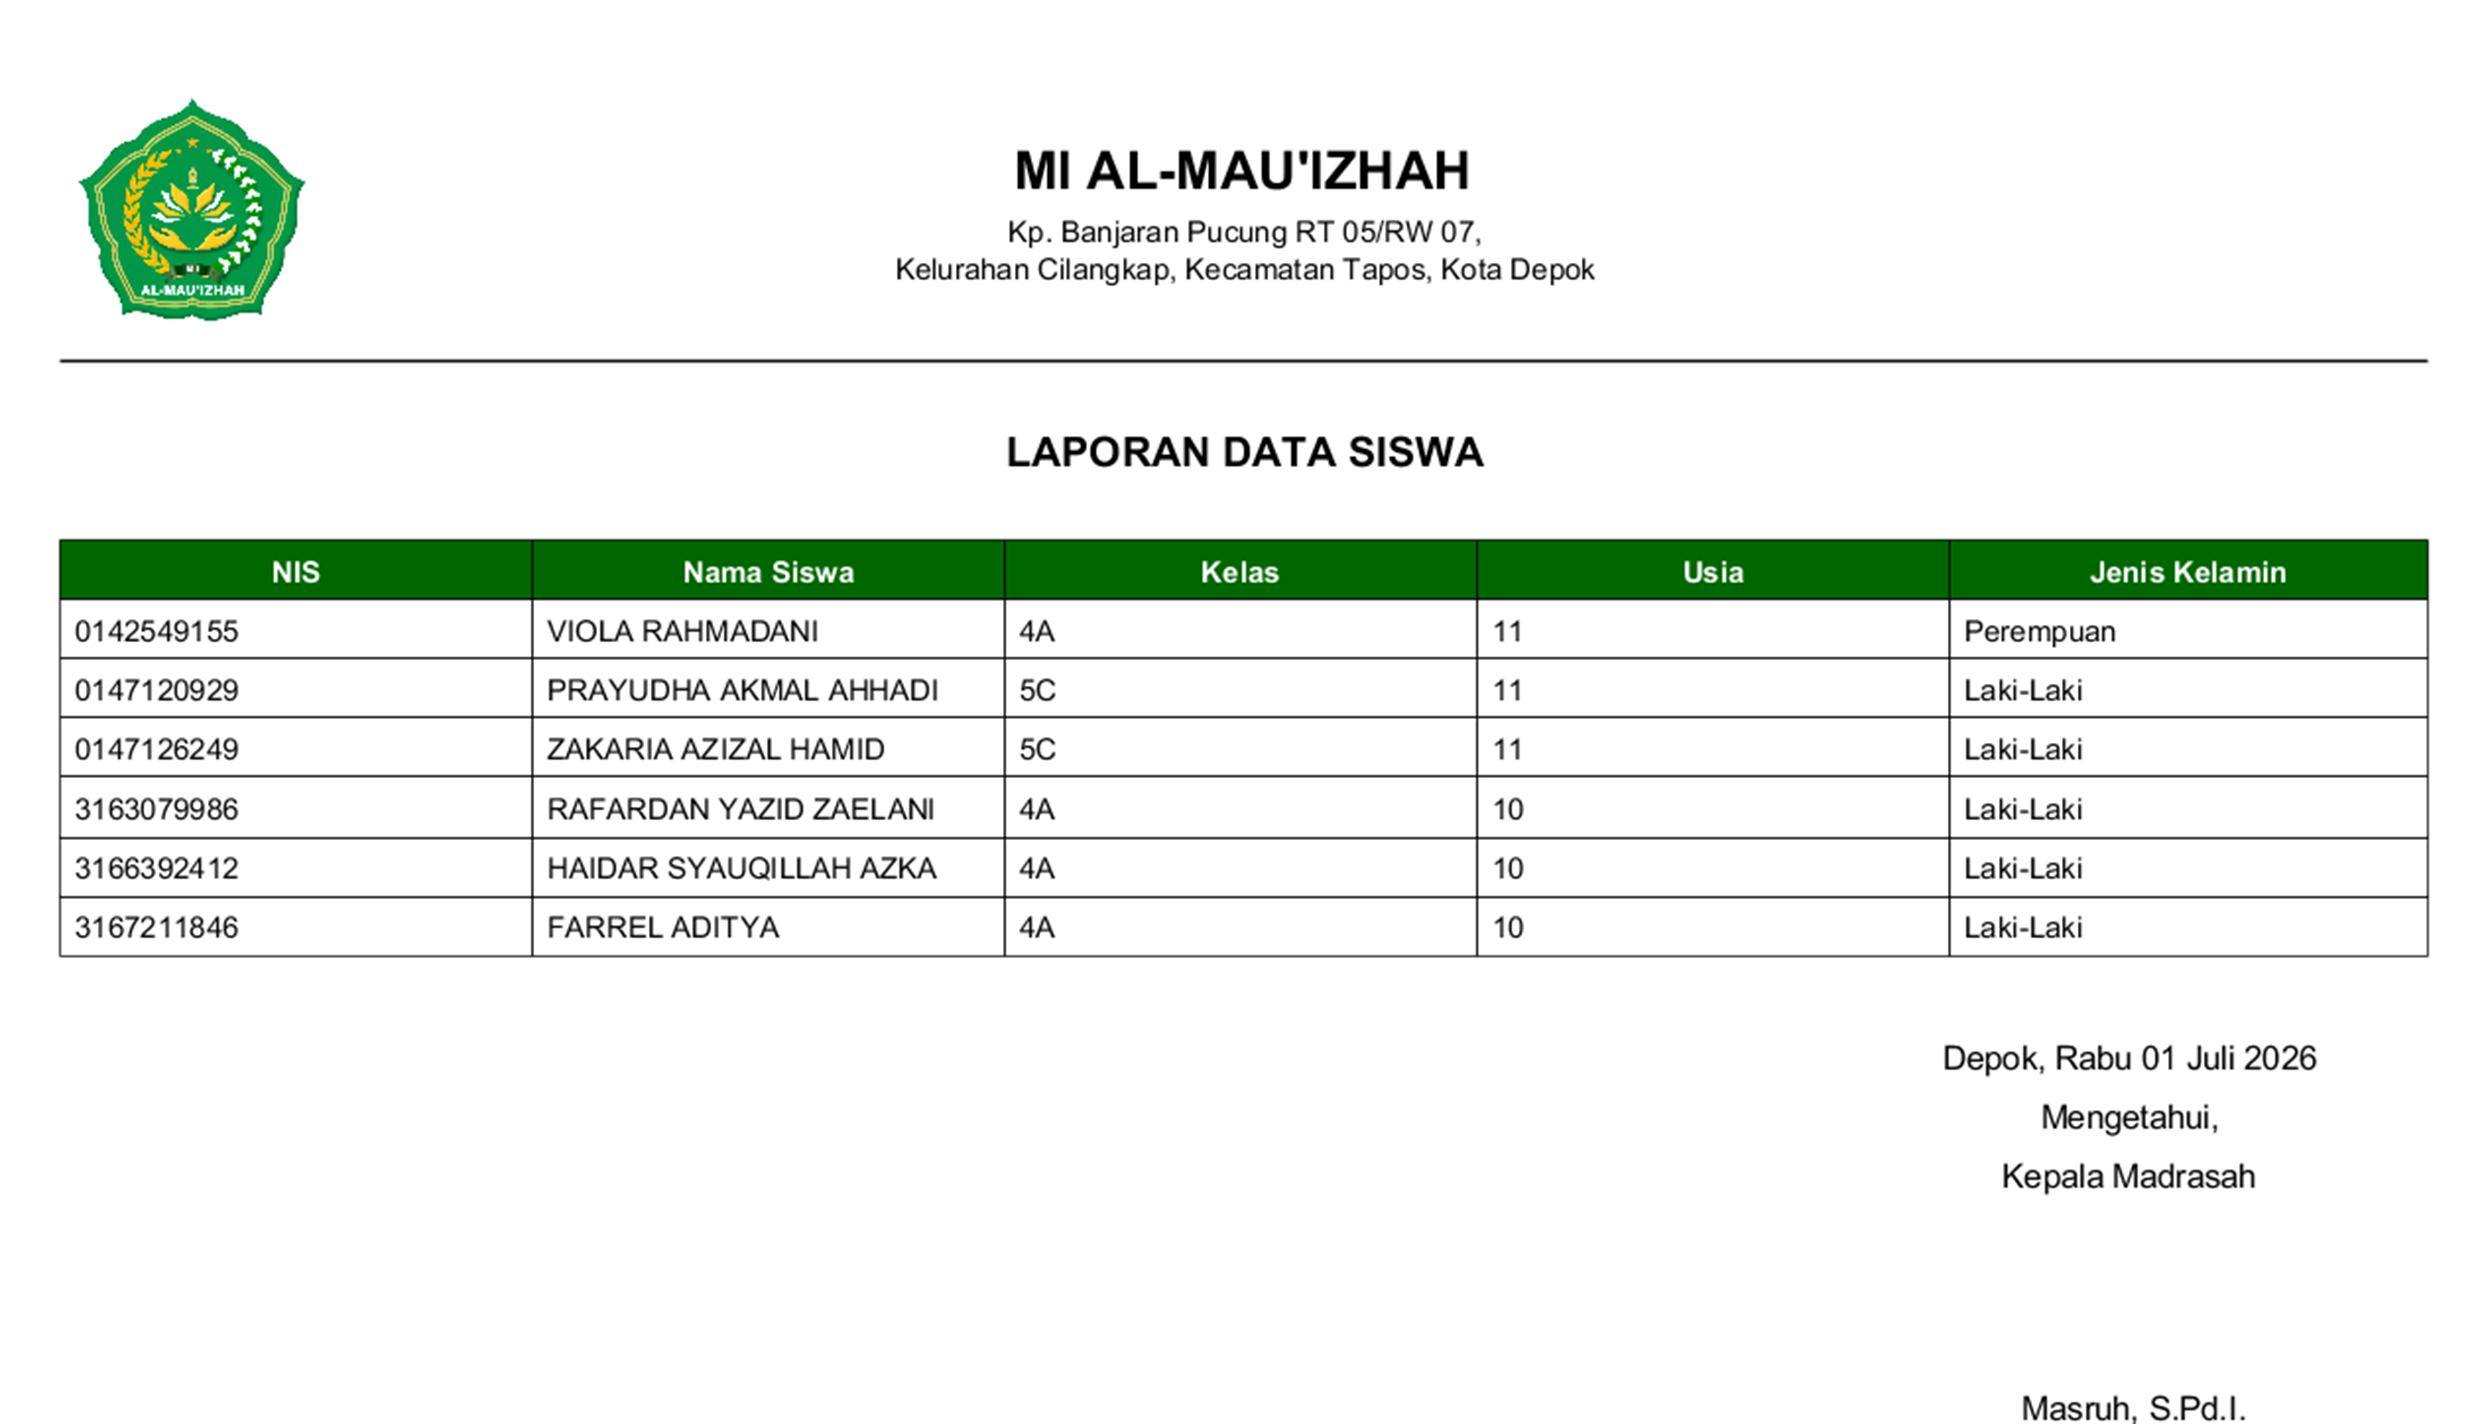 MI
AL-MAU'IZHAH
MI AL-MAU'IZHAH
Kp. Banjaran Pucung RT 05/RW 07,
Kelurahan Cilangkap, Kecamatan Tapos, Kota Depok
LAPORAN DATA SISWA
NIS Nama Siswa Kelas Usia Jenis Kelamin
0142549155 VIOLA RAHMADANI 4A 11 Perempuan
0147120929 PRAYUDHA AKMAL AHHADI 5C 11 Laki-Laki
0147126249 ZAKARIA AZIZAL HAMID 5C 11 Laki-Laki
3163079986 RAFARDAN YAZID ZAELANI 4A 10 Laki-Laki
3166392412 HAIDAR SYAUQILLAH AZKA 4A 10 Laki-Laki
3167211846 FARREL ADITYA 4A 10 Laki-Laki
Depok, Rabu 01 Juli 2026
Mengetahui,
Kepala Madrasah
Masruh, S.Pd.I.